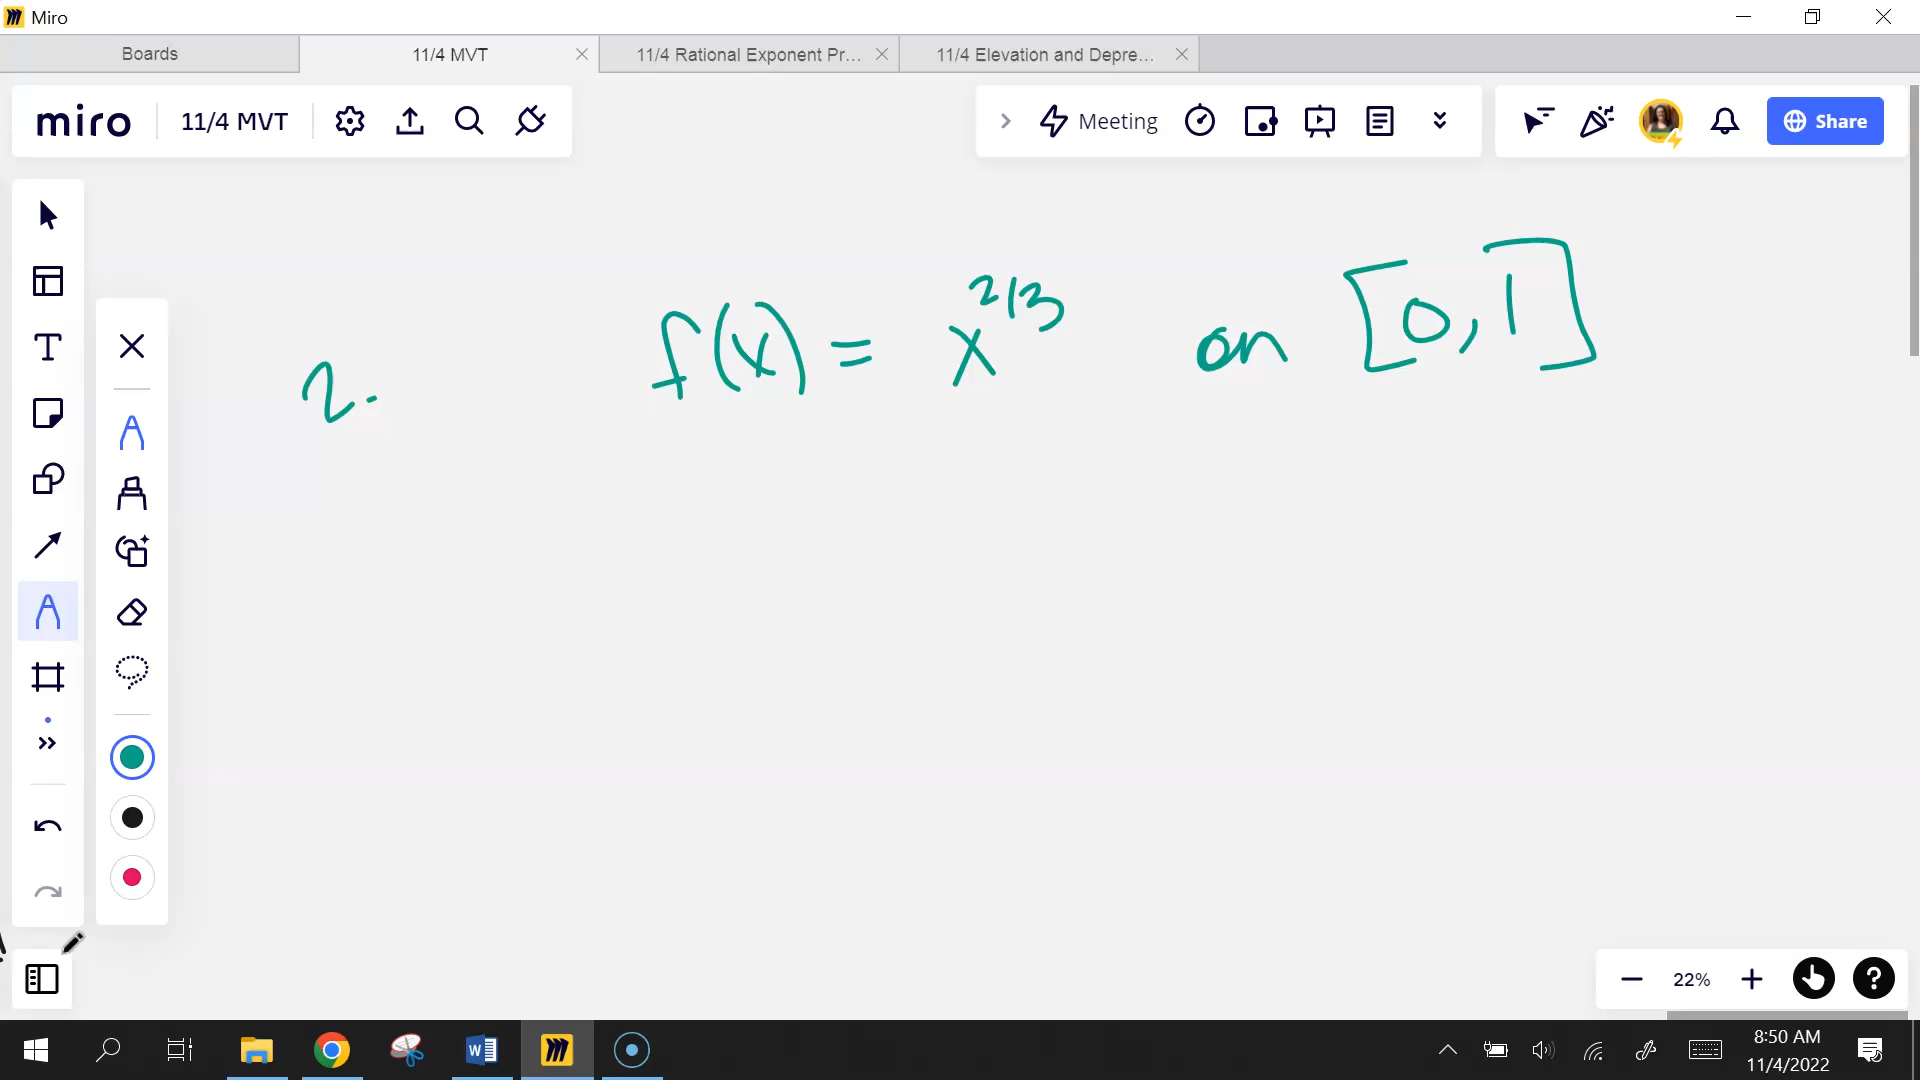 Miro
Boards
11/4 MVT
11/4 Rational Exponent Pr...
11/4 Elevation and Depre...
miro
11/4 MVT
Meeting
Share
2. f(x) = x^{2/3} on [0,1]
22%
8:50 AM
11/4/2022